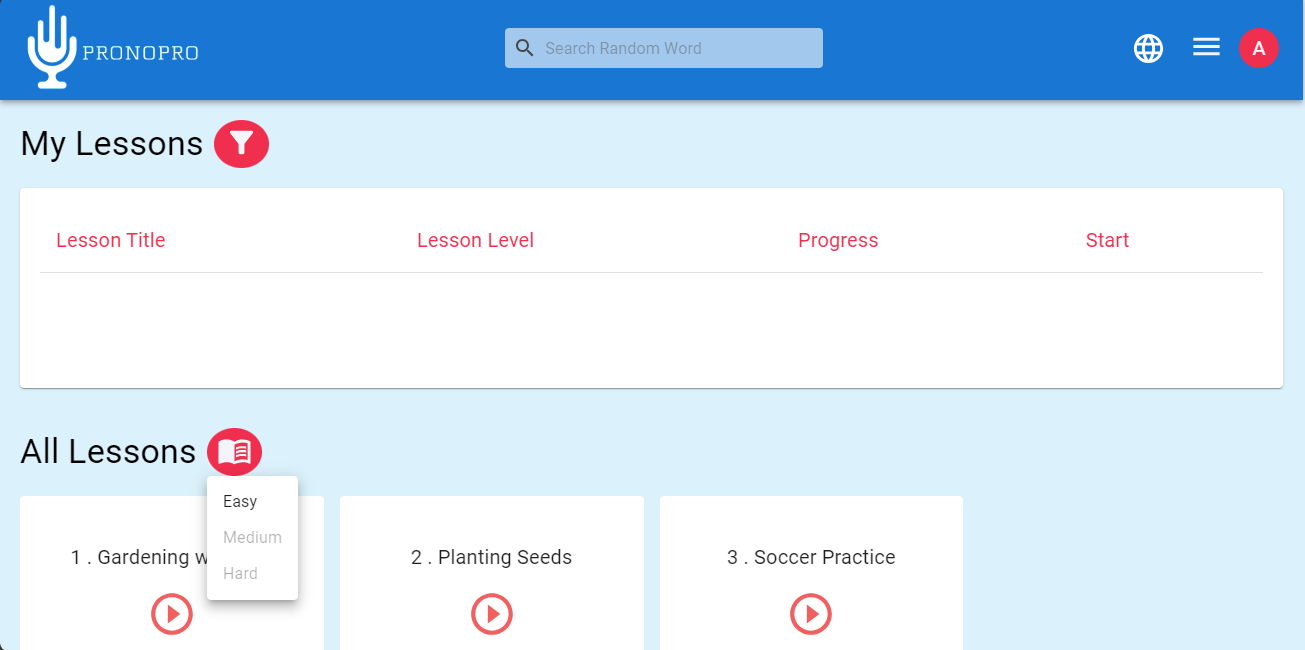 PRONOPRO
Search Random Word
A
My Lessons
Lesson Title Lesson Level Progress Start
All Lessons
Easy
Medium
Hard
1 . Gardening w
2 . Planting Seeds
3 . Soccer Practice